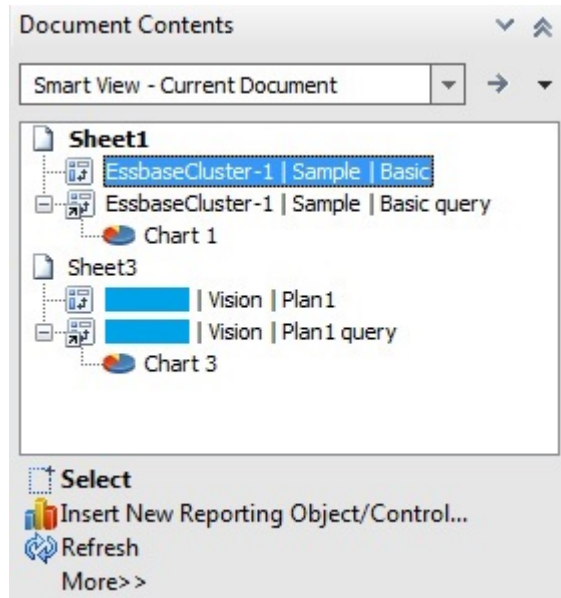 Document Contents
Smart View - Current Document
Sheet1
EssbaseCluster-1 | Sample | Basic
EssbaseCluster-1 | Sample | Basic query
Chart 1
Sheet3
| Vision | Plan1
| Vision | Plan1 query
Chart 3
Select
Insert New Reporting Object/Control...
Refresh
More>>